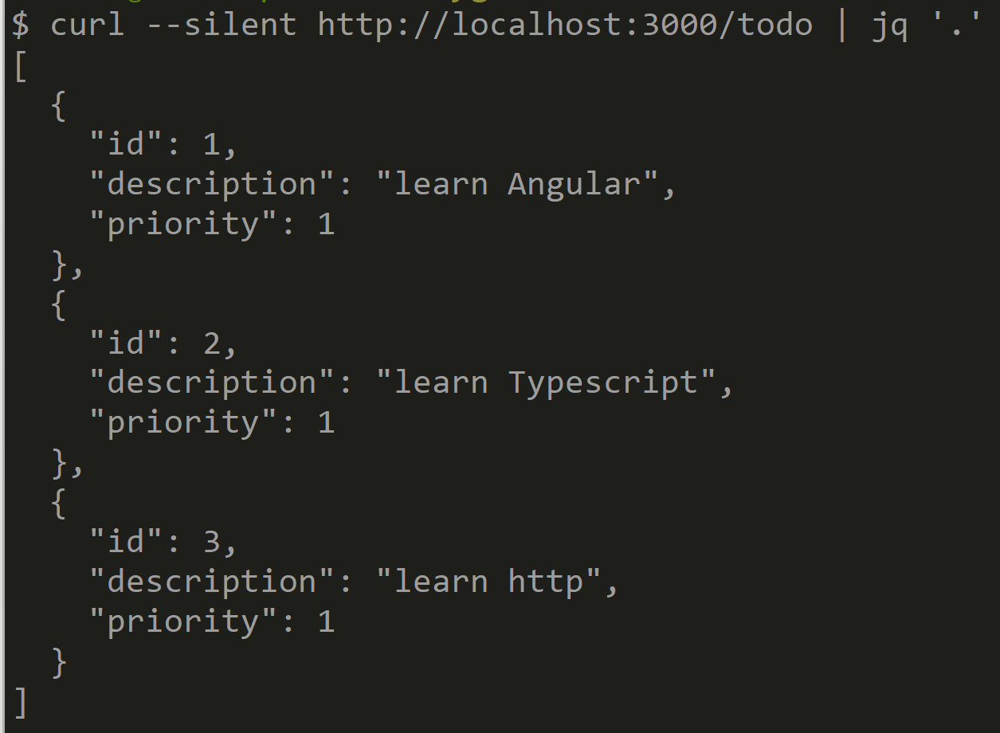 $ curl --silent http://localhost:3000/todo | jq '.'
[
  {
    "id": 1,
    "description": "learn Angular",
    "priority": 1
  },
  {
    "id": 2,
    "description": "learn Typescript",
    "priority": 1
  },
  {
    "id": 3,
    "description": "learn http",
    "priority": 1
  }
]